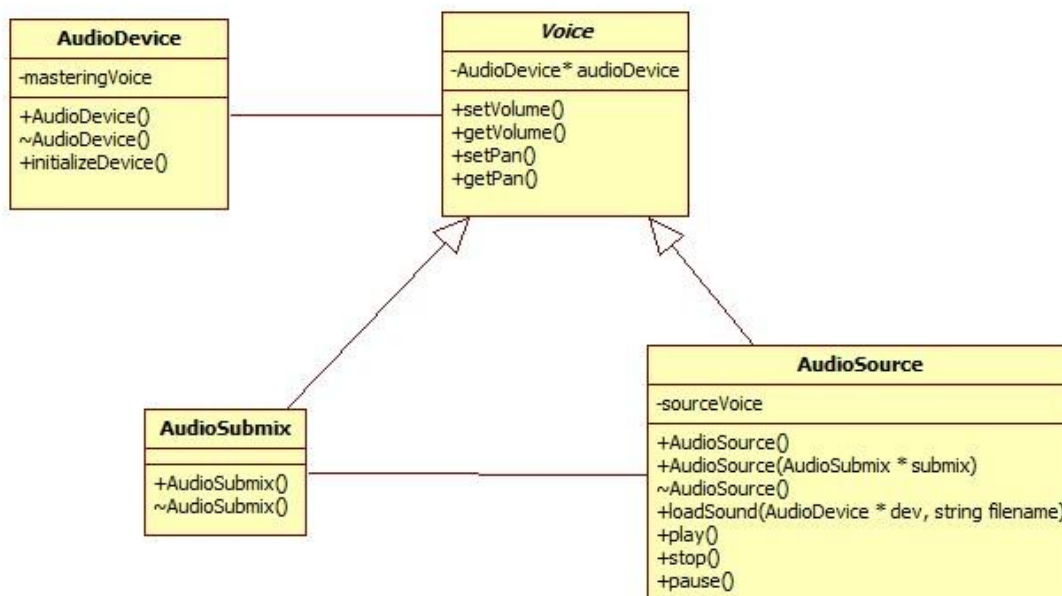 AudioDevice
-masteringVoice
+AudioDevice()
~AudioDevice()
+initializeDevice()
Voice
-AudioDevice* audioDevice
+setVolume()
+getVolume()
+setPan()
+getPan()
AudioSubmix
+AudioSubmix()
~AudioSubmix()
AudioSource
-sourceVoice
+AudioSource()
+AudioSource(AudioSubmix * submix)
~AudioSource()
+loadSound(AudioDevice * dev, string filename)
+play()
+stop()
+pause()